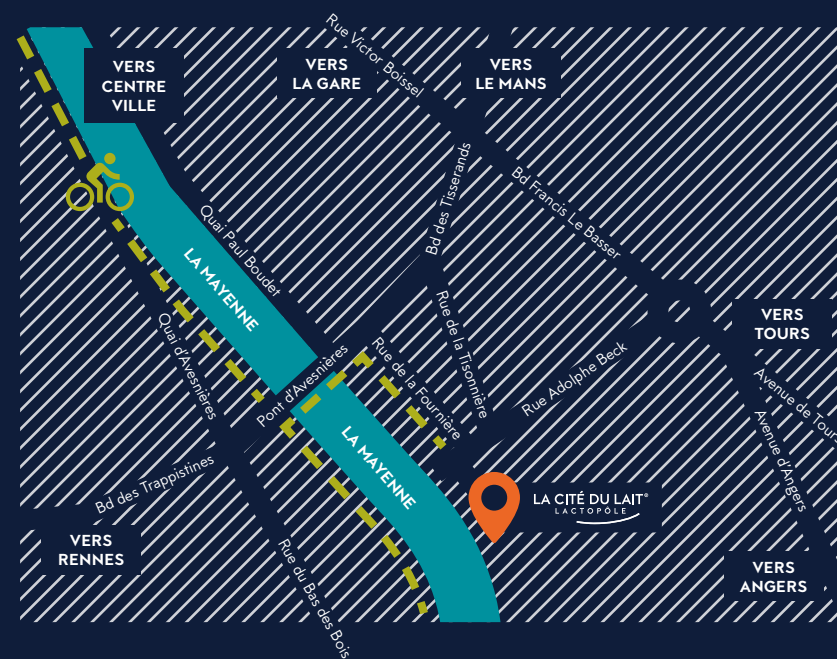 Rue Victor Boissel
VERS
CENTRE
VILLE
VERS
LA GARE
VERS
LE MANS
Bd des Tisserands
Bd Francis Le Basser
Quai Paul Boudet
LA MAYENNE
Quai d'Avesnières
Pont d'Avesnières
Rue de la Fournière
Rue de la Tisonnière
Rue Adolphe Beck
VERS
TOURS
Avenue de Tour
Avenue d'Angers
LA MAYENNE
Bd des Trappistines
LA CITÉ DU LAIT®
LACTOPÔLE
VERS
RENNES
Rue du Bas des Bois
VERS
ANGERS